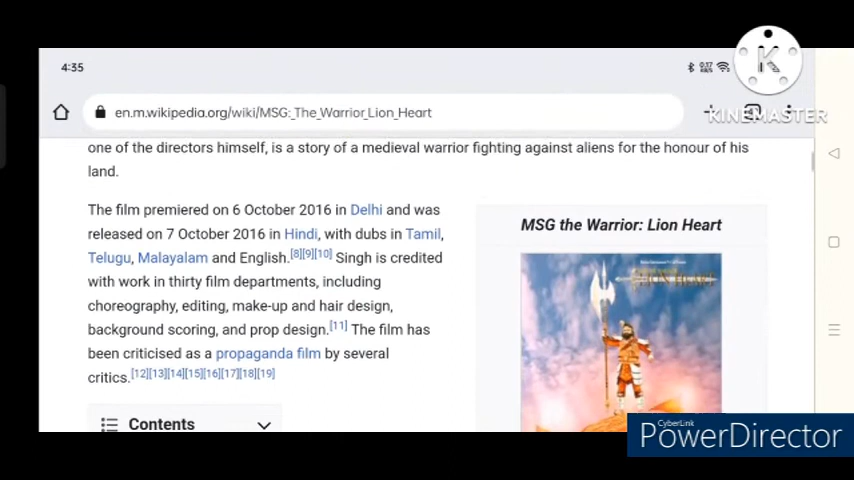 4:35
KINEMASTER
en.m.wikipedia.org/wiki/MSG:_The_Warrior_Lion_Heart
one of the directors himself, is a story of a medieval warrior fighting against aliens for the honour of his
land.
The film premiered on 6 October 2016 in Delhi and was
released on 7 October 2016 in Hindi, with dubs in Tamil,
Telugu, Malayalam and English.[8][9][10] Singh is credited
with work in thirty film departments, including
choreography, editing, make-up and hair design,
background scoring, and prop design.[11] The film has
been criticised as a propaganda film by several
critics.[12][13][14][15][16][17][18][19]
Contents
MSG the Warrior: Lion Heart
LION HEART
CyberLink
PowerDirector